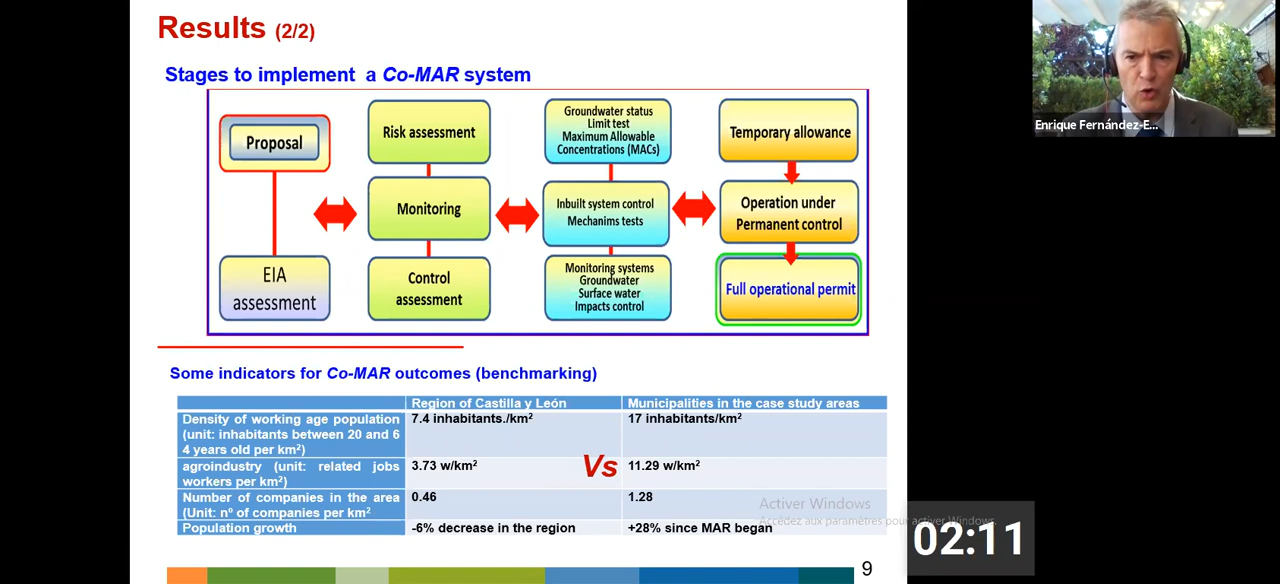 Results (2/2)
Stages to implement a Co-MAR system
Proposal
EIA
assessment
Risk assessment
Monitoring
Control
assessment
Groundwater status
Limit test
Maximum Allowable
Concentrations (MACs)
Inbuilt system control
Mechanims tests
Monitoring systems
Groundwater
Surface water
Impacts control
Temporary allowance
Operation under
Permanent control
Full operational permit
Some indicators for Co-MAR outcomes (benchmarking)
Region of Castilla y León Municipalities in the case study areas
Density of working age population 7.4 inhabitants./km² 17 inhabitants/km²
(unit: inhabitants between 20 and 6
4 years old per km²)
agroindustry (unit: related jobs 3.73 w/km² Vs 11.29 w/km²
workers per km²)
Number of companies in the area 0.46 1.28
(Unit: nº of companies per km²
Population growth -6% decrease in the region +28% since MAR began
Activer Windows
Accédez aux paramètres pour activer Windows.
9
Enrique Fernández-E...
02:11